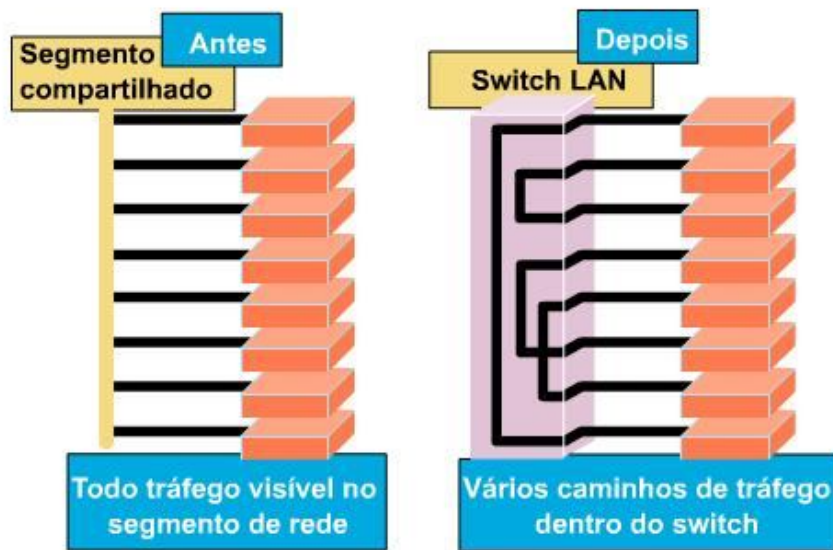 Antes
Segmento
compartilhado
Todo tráfego visível no
segmento de rede
Depois
Switch LAN
Vários caminhos de tráfego
dentro do switch